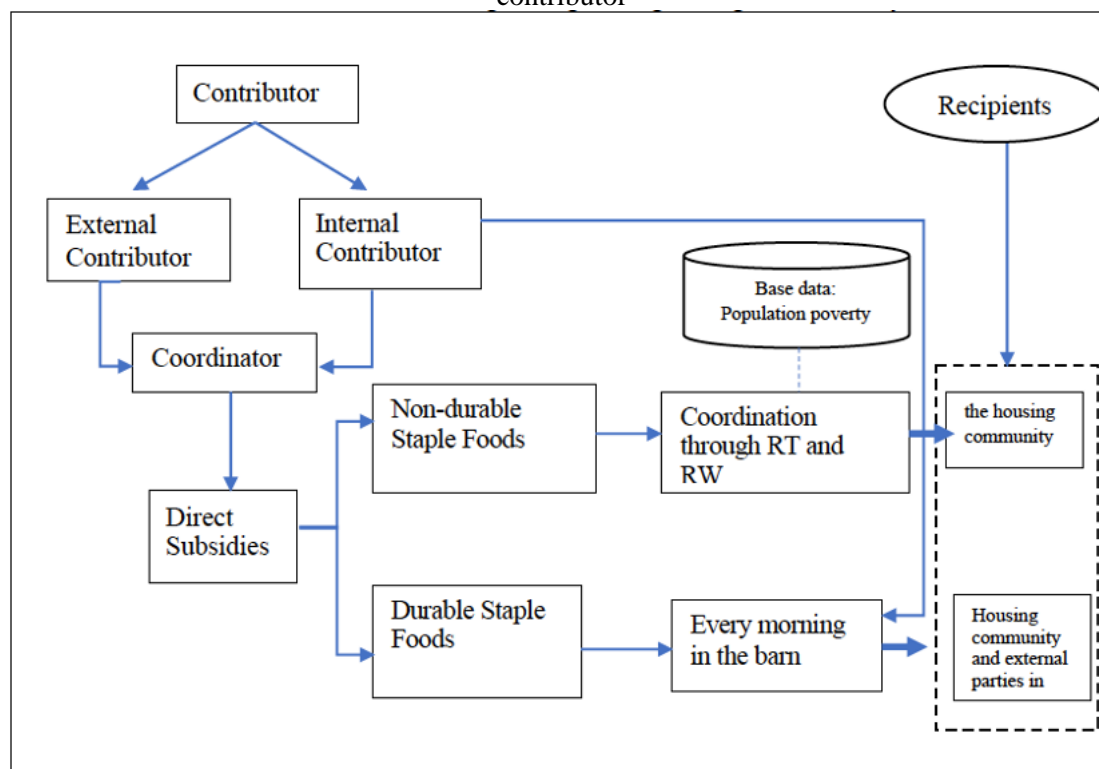 contributor
Contributor
Recipients
External
Contributor
Internal
Contributor
Base data:
Population poverty
Coordinator
Non-durable
Staple Foods
Coordination
through RT and
RW
the housing
community
Direct
Subsidies
Durable Staple
Foods
Every morning
in the barn
Housing
community
and external
parties in